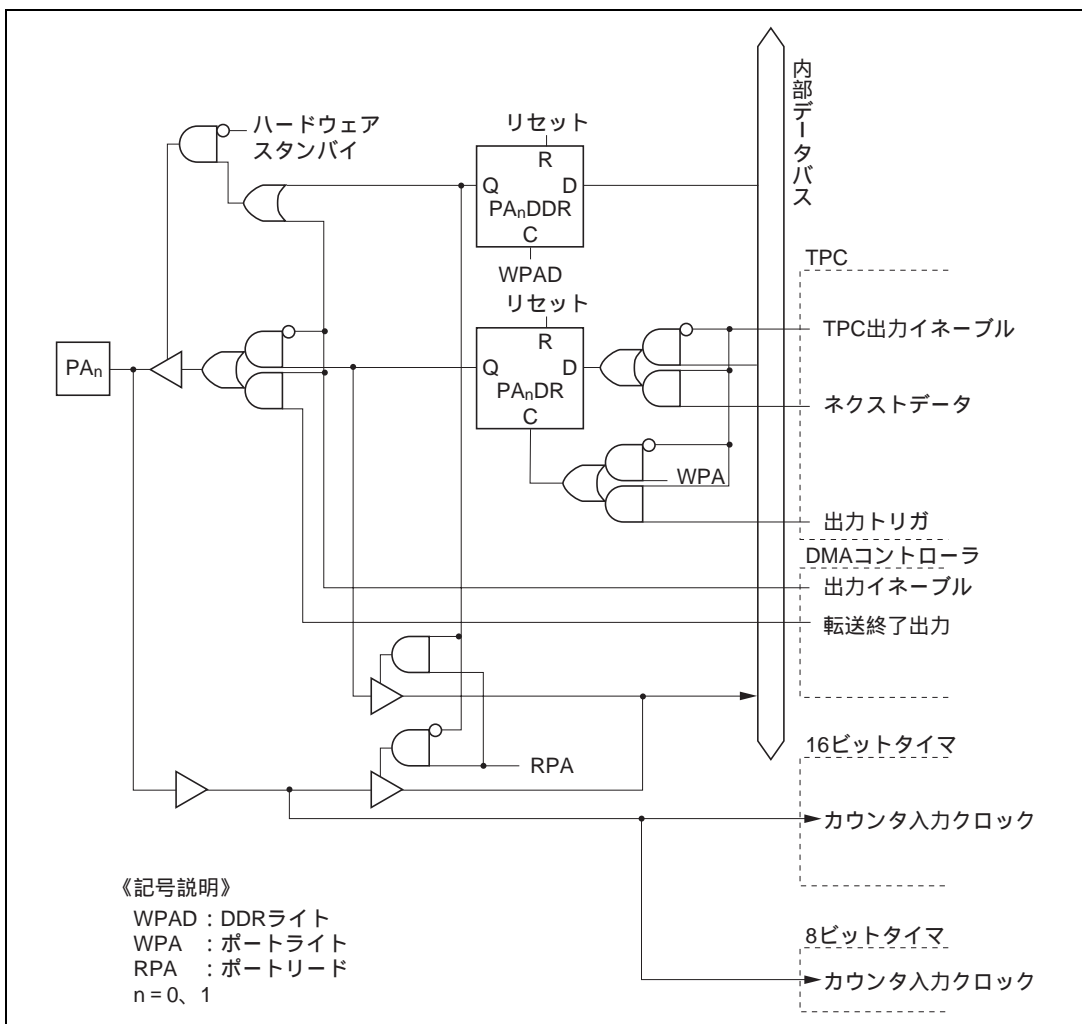 ハードウェア
スタンバイ
リセット
R
Q
D
PAnDDR
C
WPAD
内部データバス
TPC
リセット
R
Q
D
PAnDR
C
PAn
TPC出力イネーブル
ネクストデータ
WPA
出力トリガ
DMAコントローラ
出力イネーブル
転送終了出力
RPA
16ビットタイマ
カウンタ入力クロック
8ビットタイマ
カウンタ入力クロック
《記号説明》
WPAD：DDRライト
WPA ：ポートライト
RPA ：ポートリード
n = 0、1